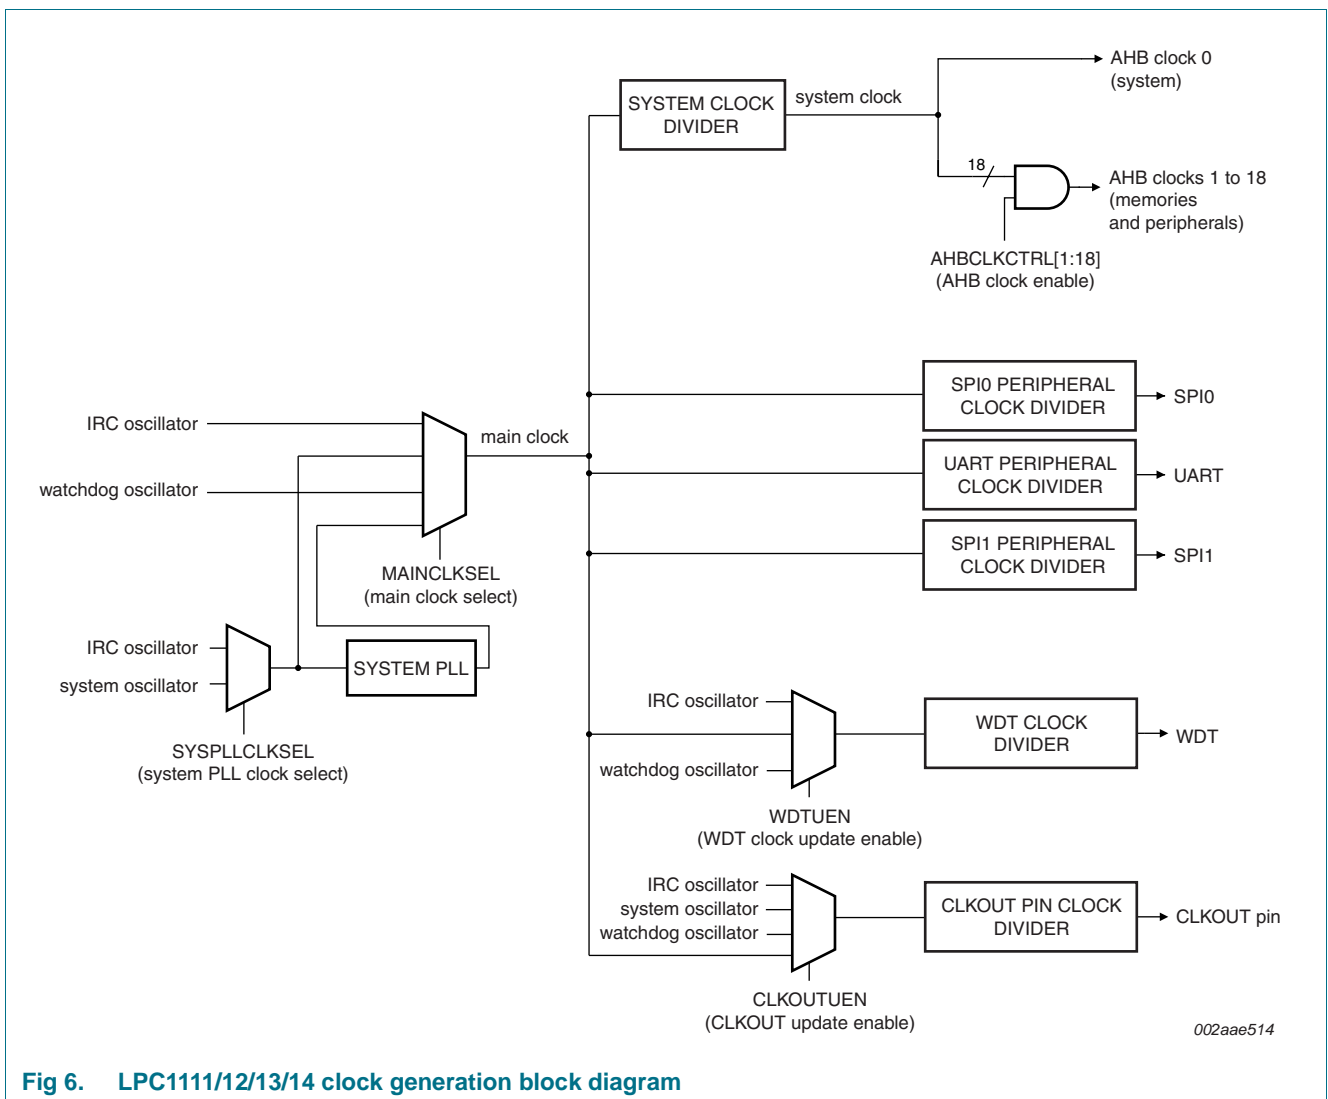 SYSTEM CLOCK
DIVIDER
system clock
AHB clock 0
(system)
18
AHB clocks 1 to 18
(memories
and peripherals)
AHBCLKCTRL[1:18]
(AHB clock enable)
IRC oscillator
watchdog oscillator
main clock
MAINCLKSEL
(main clock select)
SPI0 PERIPHERAL
CLOCK DIVIDER
SPI0
UART PERIPHERAL
CLOCK DIVIDER
UART
SPI1 PERIPHERAL
CLOCK DIVIDER
SPI1
IRC oscillator
system oscillator
SYSTEM PLL
SYSPLLCLKSEL
(system PLL clock select)
IRC oscillator
watchdog oscillator
WDT CLOCK
DIVIDER
WDT
WDTUEN
(WDT clock update enable)
IRC oscillator
system oscillator
watchdog oscillator
CLKOUT PIN CLOCK
DIVIDER
CLKOUT pin
CLKOUTUEN
(CLKOUT update enable)
002aae514
Fig 6. LPC1111/12/13/14 clock generation block diagram